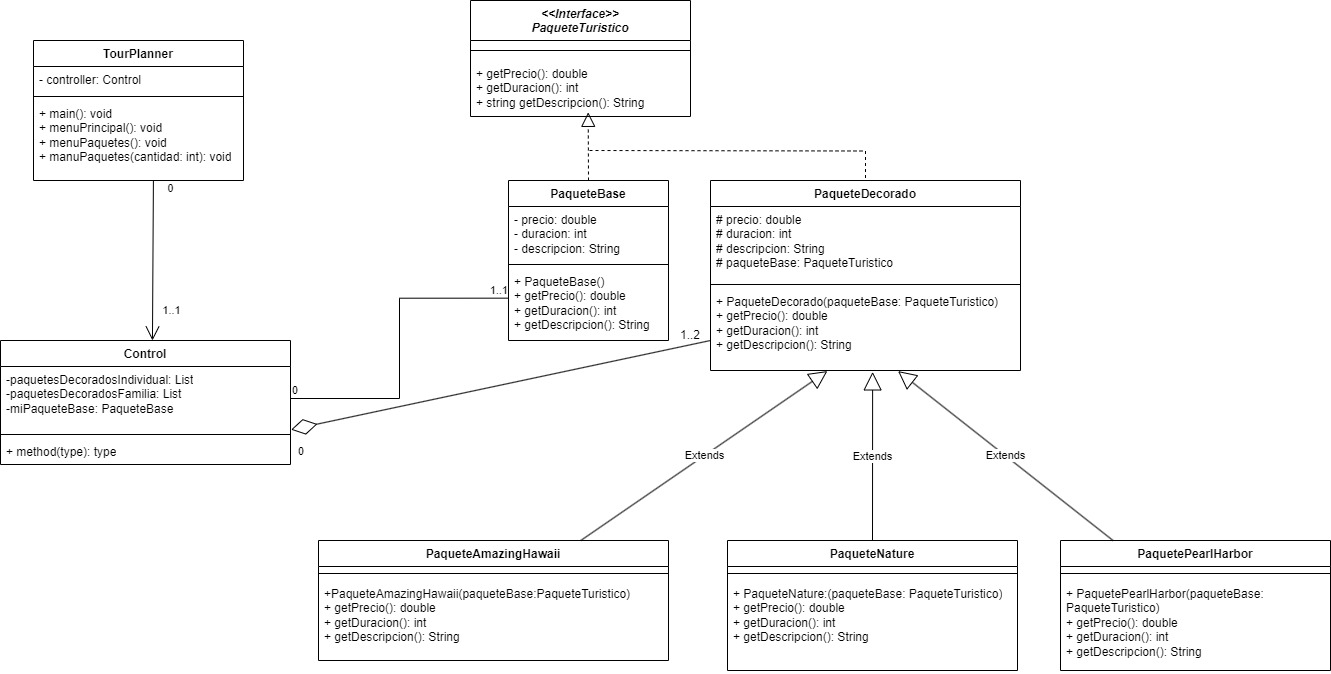 <<Interface>>
PaqueteTuristico
+ getPrecio(): double
+ getDuracion(): int
+ string getDescripcion(): String
TourPlanner
- controller: Control
+ main(): void
+ menuPrincipal(): void
+ menuPaquetes(): void
+ manuPaquetes(cantidad: int): void
0
1..1
PaqueteBase
- precio: double
- duracion: int
- descripcion: String
+ PaqueteBase()
+ getPrecio(): double
+ getDuracion(): int
+ getDescripcion(): String
1..1
PaqueteDecorado
# precio: double
# duracion: int
# descripcion: String
# paqueteBase: PaqueteTuristico
+ PaqueteDecorado(paqueteBase: PaqueteTuristico)
+ getPrecio(): double
+ getDuracion(): int
+ getDescripcion(): String
1..2
Control
-paquetesDecoradosIndividual: List
-paquetesDecoradosFamilia: List
-miPaqueteBase: PaqueteBase
+ method(type): type
0
0
Extends
Extends
Extends
PaqueteAmazingHawaii
+PaqueteAmazingHawaii(paqueteBase:PaqueteTuristico)
+ getPrecio(): double
+ getDuracion(): int
+ getDescripcion(): String
PaqueteNature
+ PaqueteNature:(paqueteBase: PaqueteTuristico)
+ getPrecio(): double
+ getDuracion(): int
+ getDescripcion(): String
PaquetePearlHarbor
+ PaquetePearlHarbor(paqueteBase:
PaqueteTuristico)
+ getPrecio(): double
+ getDuracion(): int
+ getDescripcion(): String